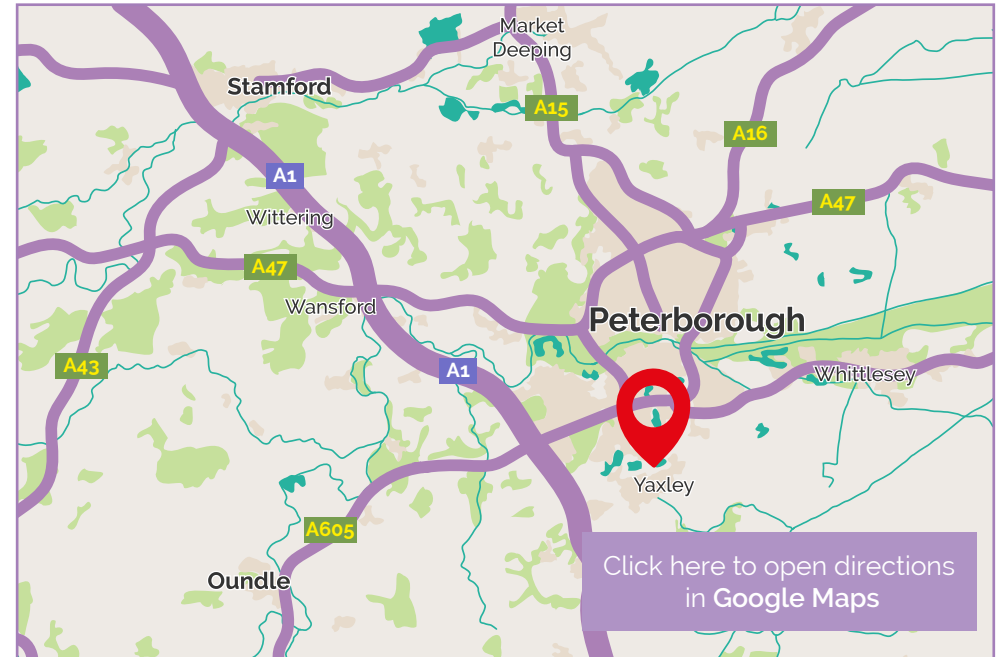 Market
Deeping
Stamford
A15
A16
A1
A47
Wittering
A47
Wansford
Peterborough
A43
A1
Whittlesey
Yaxley
A605
Click here to open directions
in Google Maps
Oundle